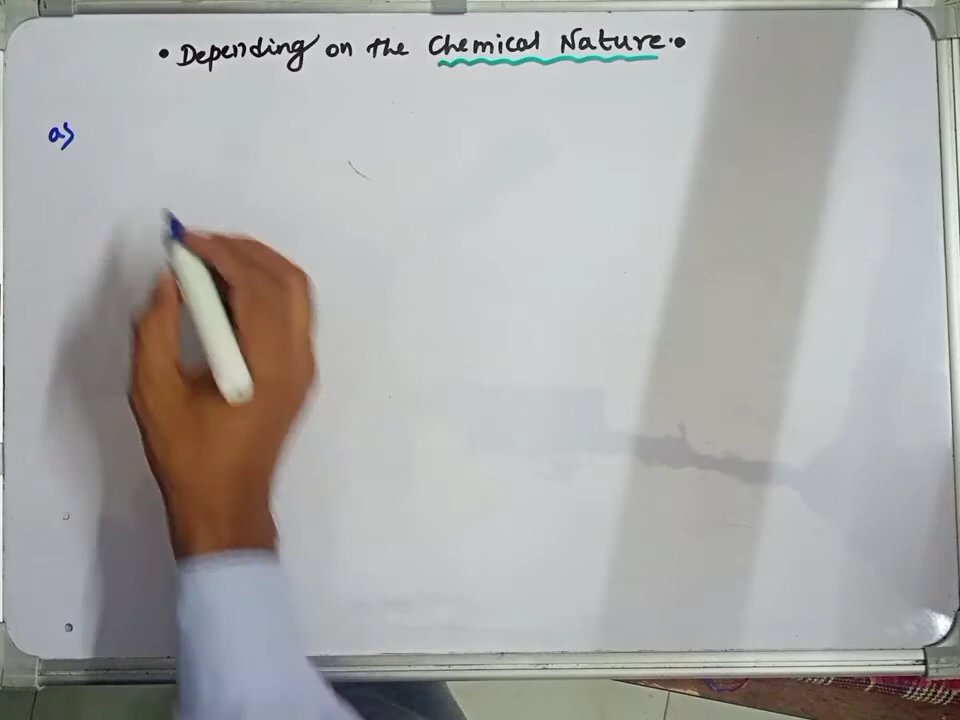 • Depending on the Chemical Nature.•
a)